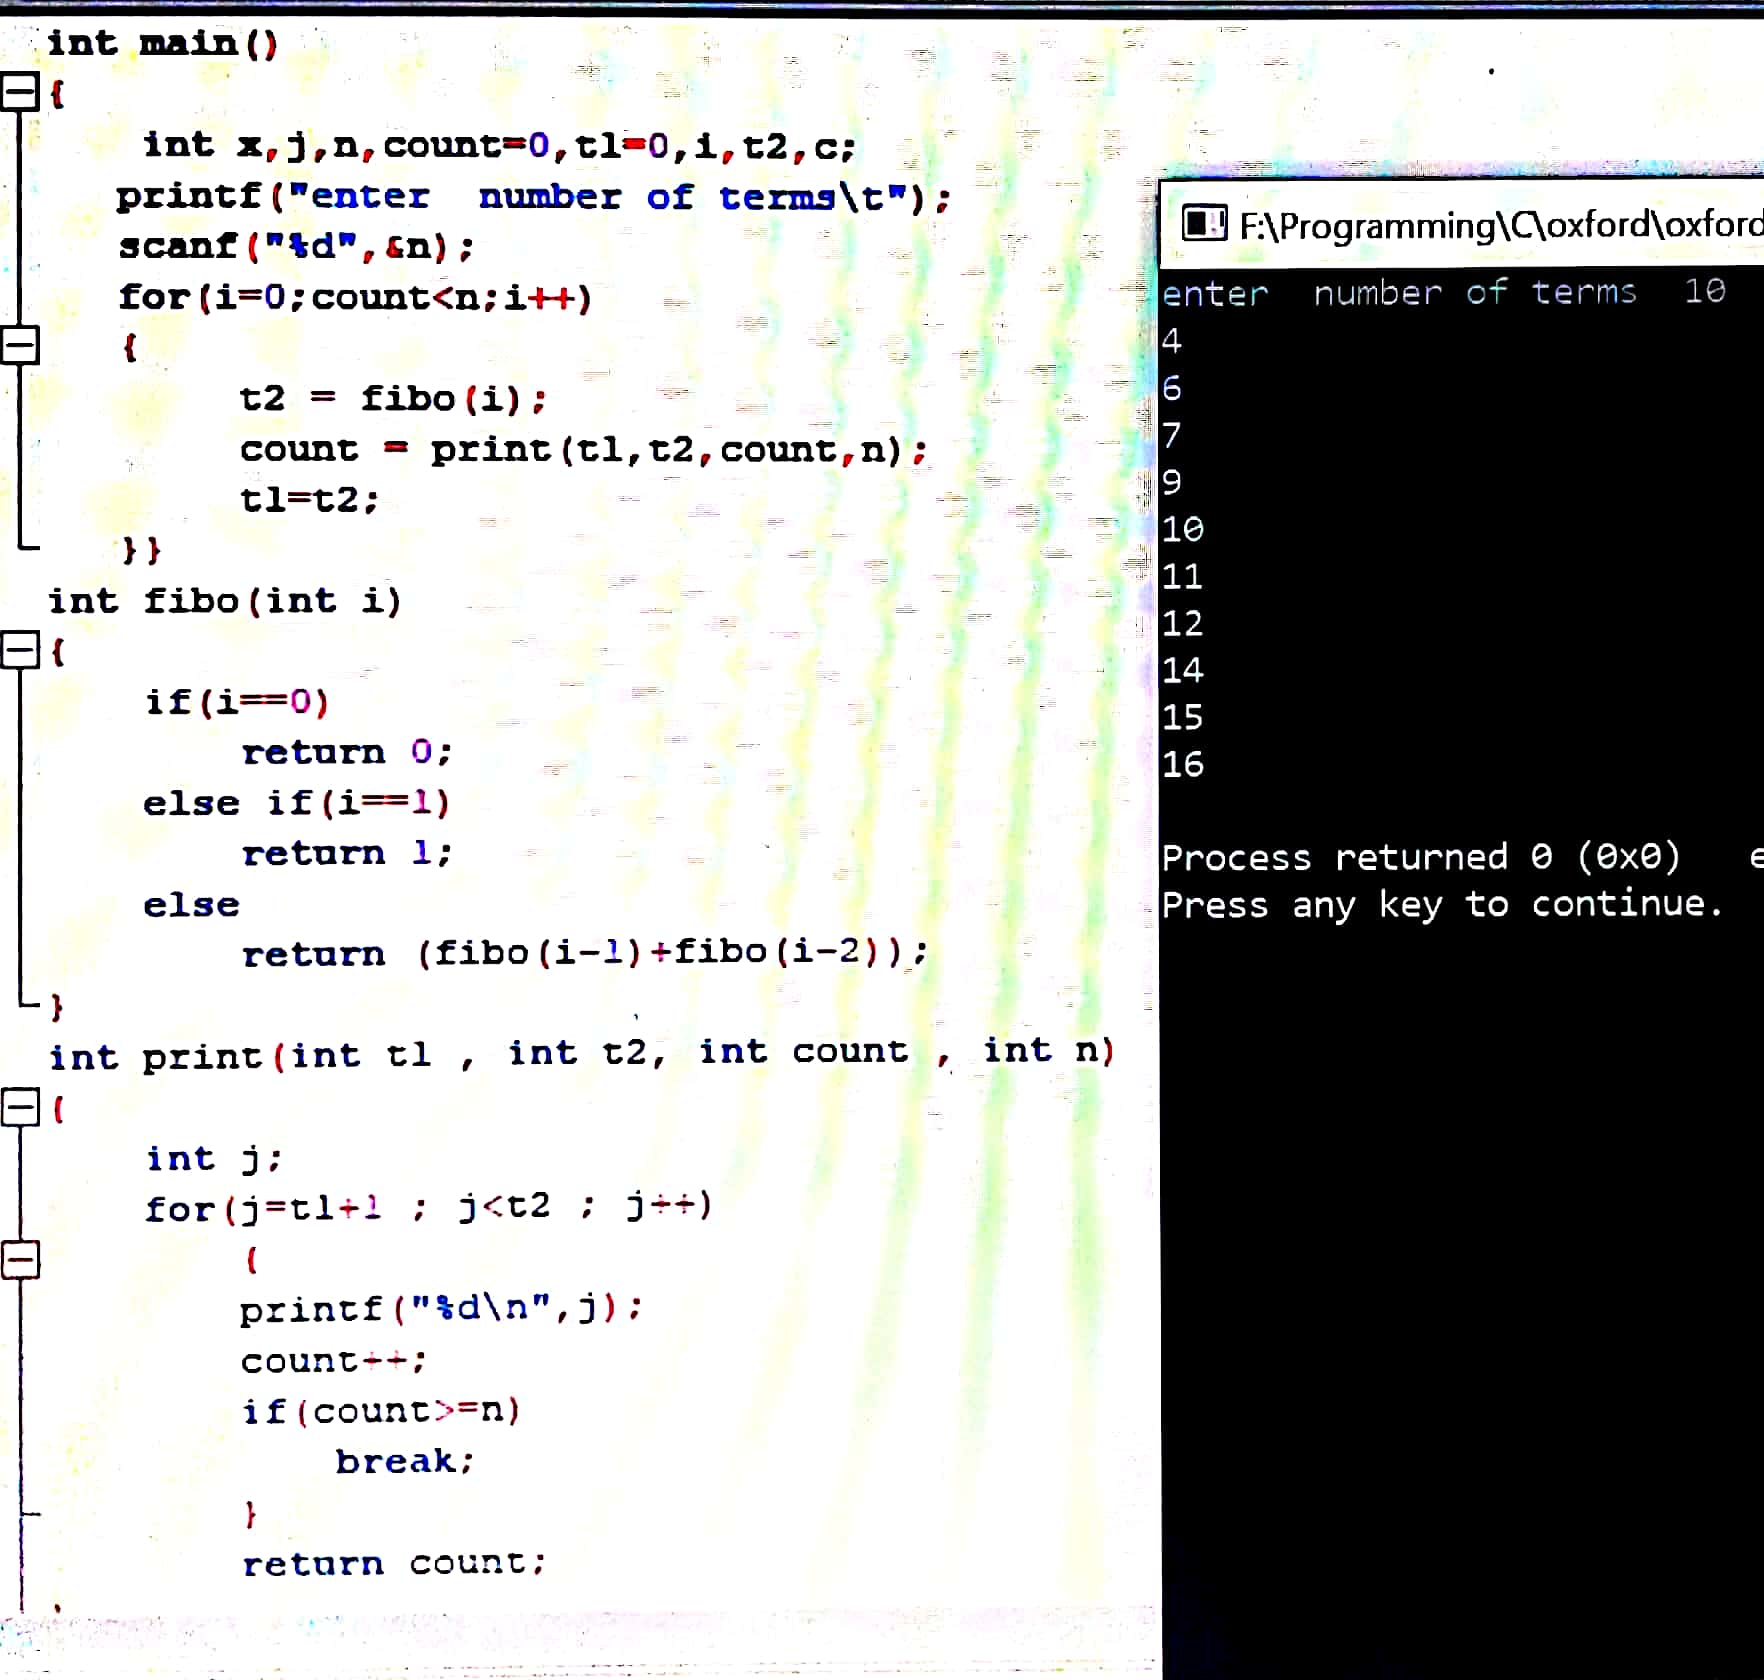 int main()
{
int x,j,n,count=0,t1=0,i,t2,c;
printf("enter  number of terms\t");
scanf("%d",&n);
for(i=0;count<n;i++)
{
t2 = fibo(i);
count = print(t1,t2,count,n);
t1=t2;
}}
int fibo(int i)
{
if(i==0)
return 0;
else if(i==1)
return 1;
else
return (fibo(i-1)+fibo(i-2));
}
int print(int t1 , int t2, int count , int n)
{
int j;
for(j=t1+1 ; j<t2 ; j++)
{
printf("%d\n",j);
count++;
if(count>=n)
break;
}
return count;
F:\Programming\C\oxford\oxford
enter  number of terms  10
4
6
7
9
10
11
12
14
15
16
Process returned 0 (0x0)   e
Press any key to continue.